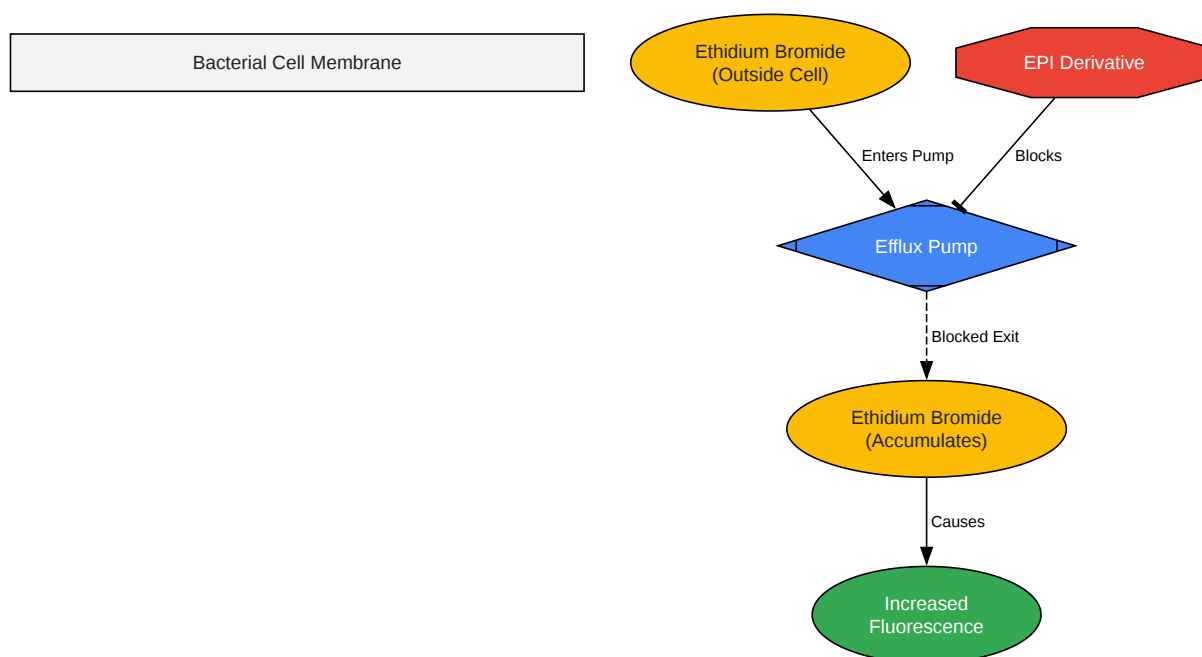 Bacterial Cell Membrane
Ethidium Bromide
(Outside Cell)
EPI Derivative
Enters Pump
Blocks
Efflux Pump
Blocked Exit
Ethidium Bromide
(Accumulates)
Causes
Increased
Fluorescence